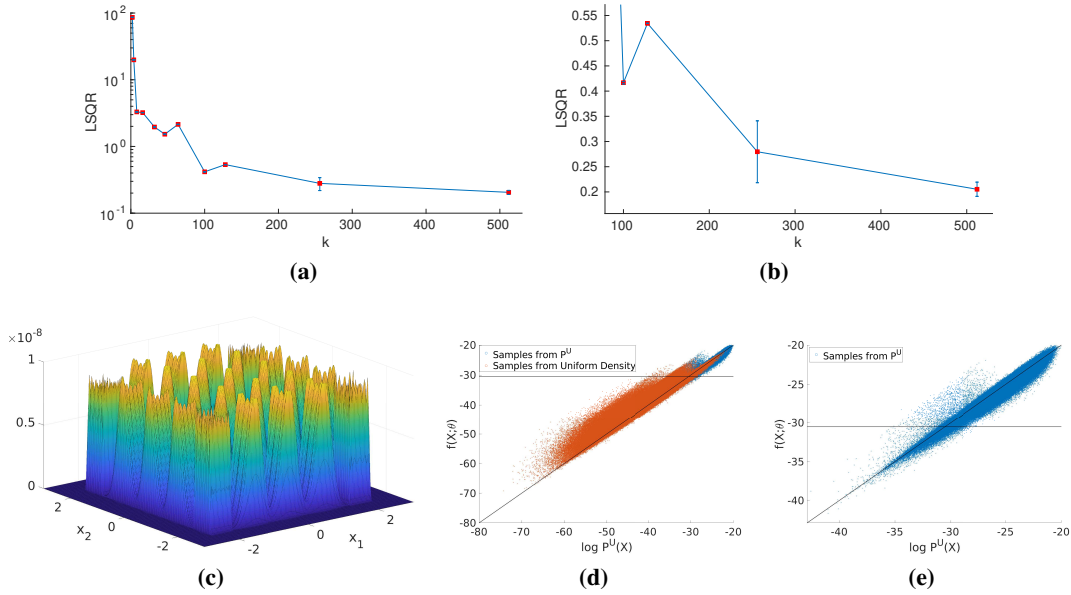 10^2
10^1
10^0
10^-1
LSQR
0 100 200 300 400 500
k
(a)
0.55
0.5
0.45
0.4
0.35
0.3
0.25
0.2
LSQR
100 200 300 400 500
k
(b)
×10^-8
1
0.5
0
2
0
-2
x_2
-2
0
2
x_1
(c)
-20
-30
-40
-50
-60
-70
-80
f(X;θ)
Samples from P^U
Samples from Uniform Density
-80 -70 -60 -50 -40 -30 -20
log P^U(X)
(d)
-20
-25
-30
-35
-40
f(X;θ)
Samples from P^U
-40 -35 -30 -25 -20
log P^U(X)
(e)